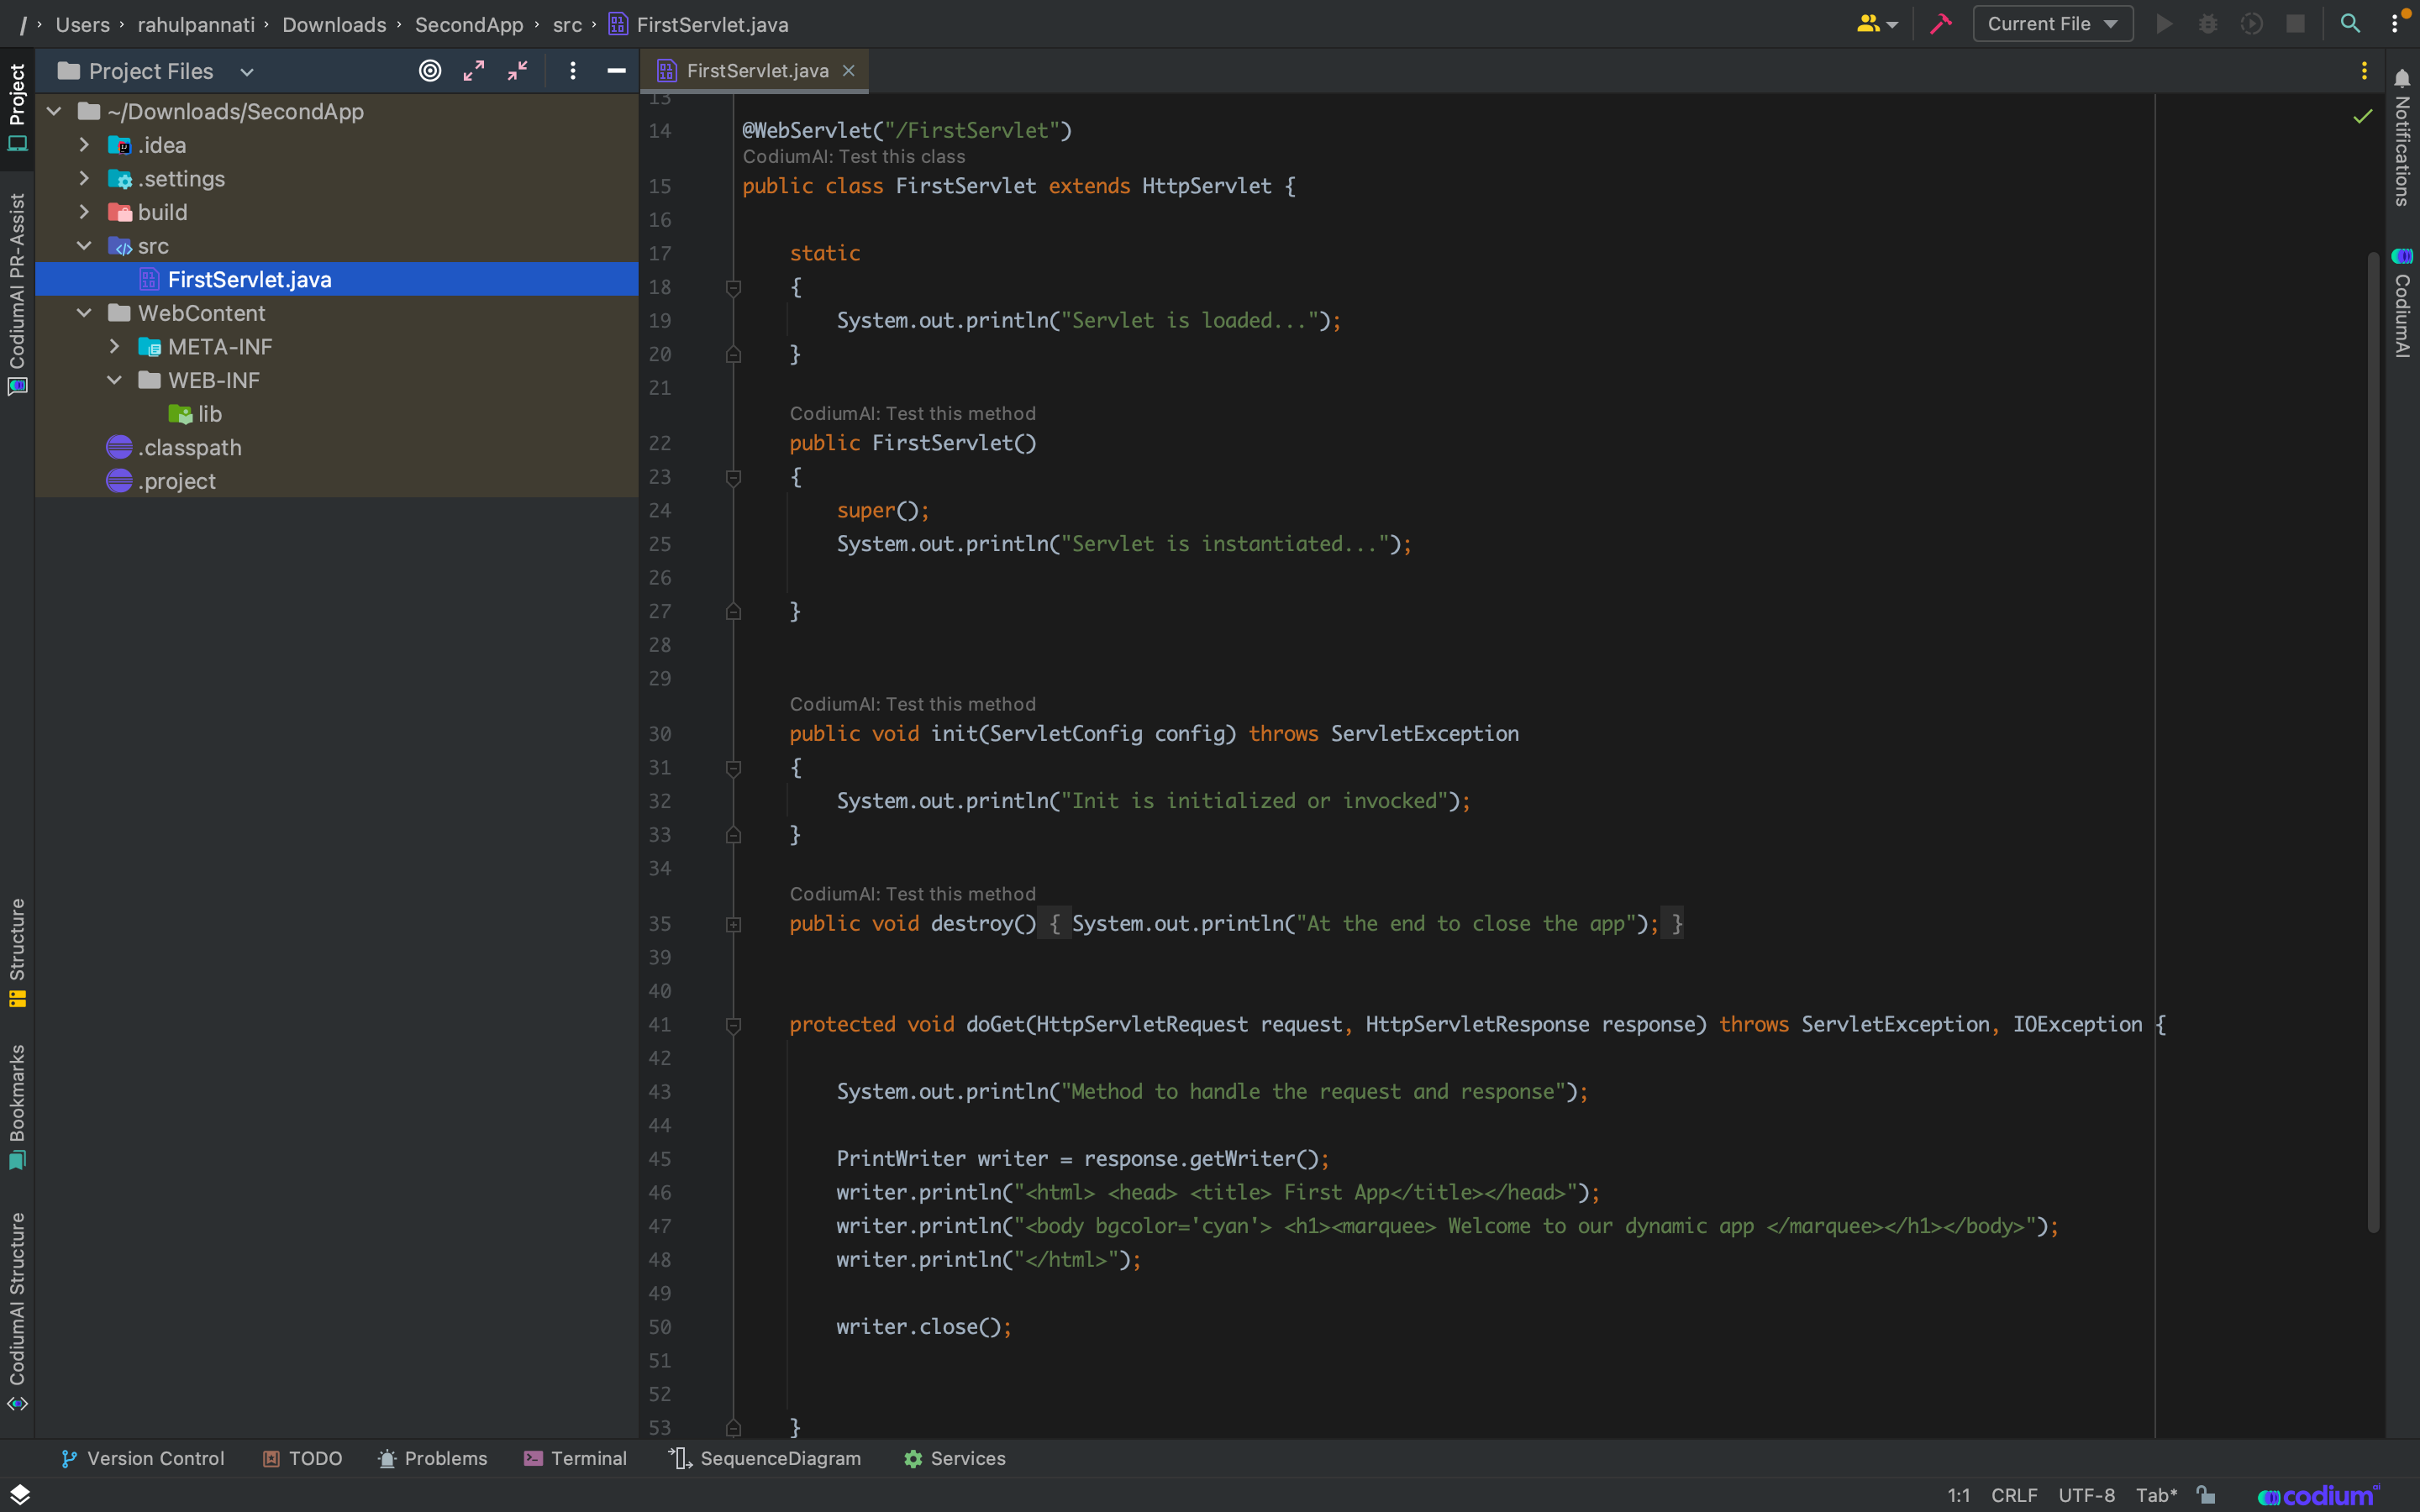 / › Users › rahulpannati › Downloads › SecondApp › src › FirstServlet.java
Current File
Project Files
FirstServlet.java
Project
CodiumAI PR-Assist
Structure
Bookmarks
CodiumAI Structure
~/Downloads/SecondApp
.idea
.settings
build
src
FirstServlet.java
WebContent
META-INF
WEB-INF
lib
.classpath
.project
13
14 @WebServlet("/FirstServlet")
CodiumAI: Test this class
15 public class FirstServlet extends HttpServlet {
16
17 static
18 {
19 System.out.println("Servlet is loaded...");
20 }
21
CodiumAI: Test this method
22 public FirstServlet()
23 {
24 super();
25 System.out.println("Servlet is instantiated...");
26
27 }
28
29
CodiumAI: Test this method
30 public void init(ServletConfig config) throws ServletException
31 {
32 System.out.println("Init is initialized or invocked");
33 }
34
CodiumAI: Test this method
35 public void destroy() { System.out.println("At the end to close the app"); }
39
40
41 protected void doGet(HttpServletRequest request, HttpServletResponse response) throws ServletException, IOException {
42
43 System.out.println("Method to handle the request and response");
44
45 PrintWriter writer = response.getWriter();
46 writer.println("<html> <head> <title> First App</title></head>");
47 writer.println("<body bgcolor='cyan'> <h1><marquee> Welcome to our dynamic app </marquee></h1></body>");
48 writer.println("</html>");
49
50 writer.close();
51
52
53 }
Notifications
CodiumAI
Version Control
TODO
Problems
Terminal
SequenceDiagram
Services
1:1 CRLF UTF-8 Tab*
codium ai